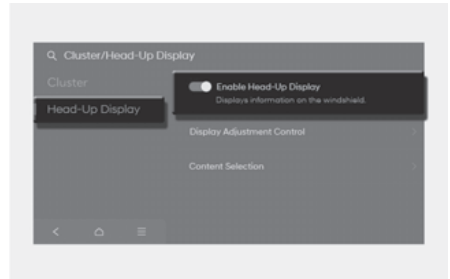 Cluster/Head-Up Display
Cluster
Enable Head-Up Display
Displays information on the windshield.
Head-Up Display
Display Adjustment Control
Content Selection